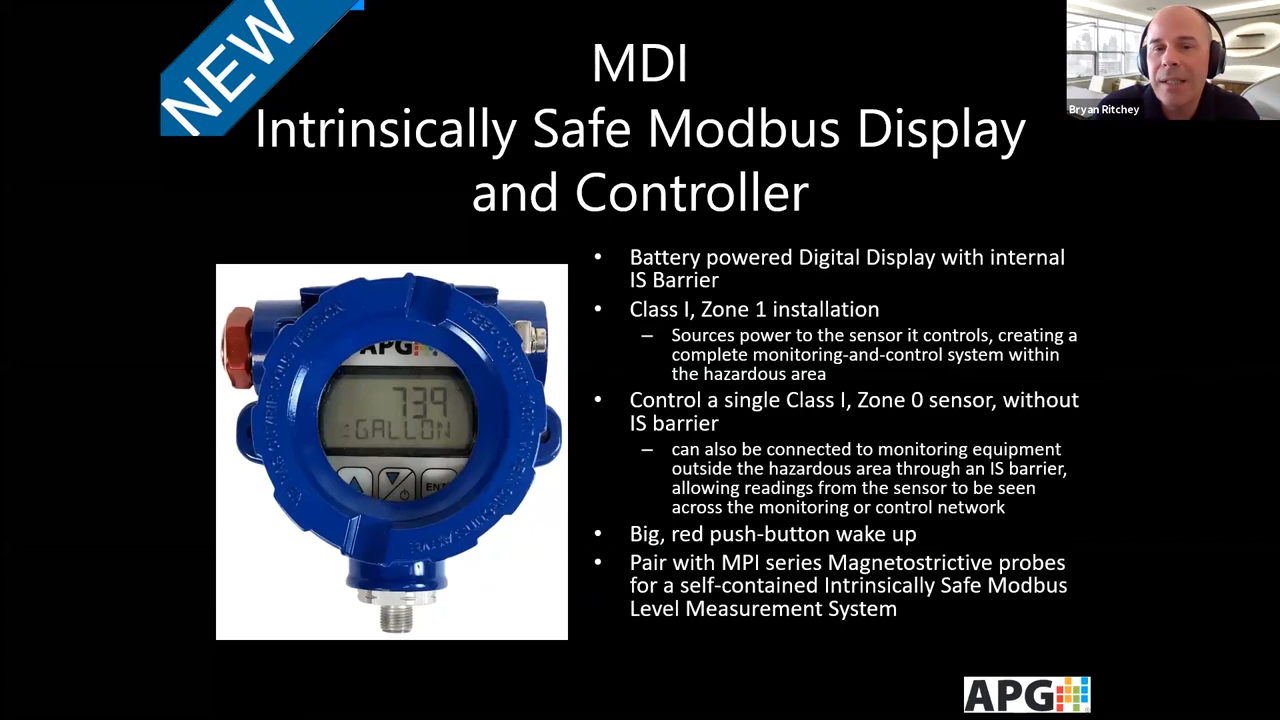 NEW
MDI
Intrinsically Safe Modbus Display
and Controller
Bryan Ritchey
• Battery powered Digital Display with internal
IS Barrier
• Class I, Zone 1 installation
– Sources power to the sensor it controls, creating a
complete monitoring-and-control system within
the hazardous area
• Control a single Class I, Zone 0 sensor, without
IS barrier
– can also be connected to monitoring equipment
outside the hazardous area through an IS barrier,
allowing readings from the sensor to be seen
across the monitoring or control network
• Big, red push-button wake up
• Pair with MPI series Magnetostrictive probes
for a self-contained Intrinsically Safe Modbus
Level Measurement System
APG
739
:GALLON
ENT
APG